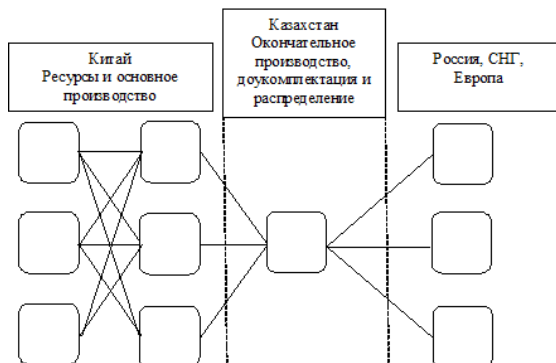 Китай
Ресурсы и основное
производство
Казахстан
Окончательное
производство,
доукомплектация и
распределение
Россия, СНГ,
Европа